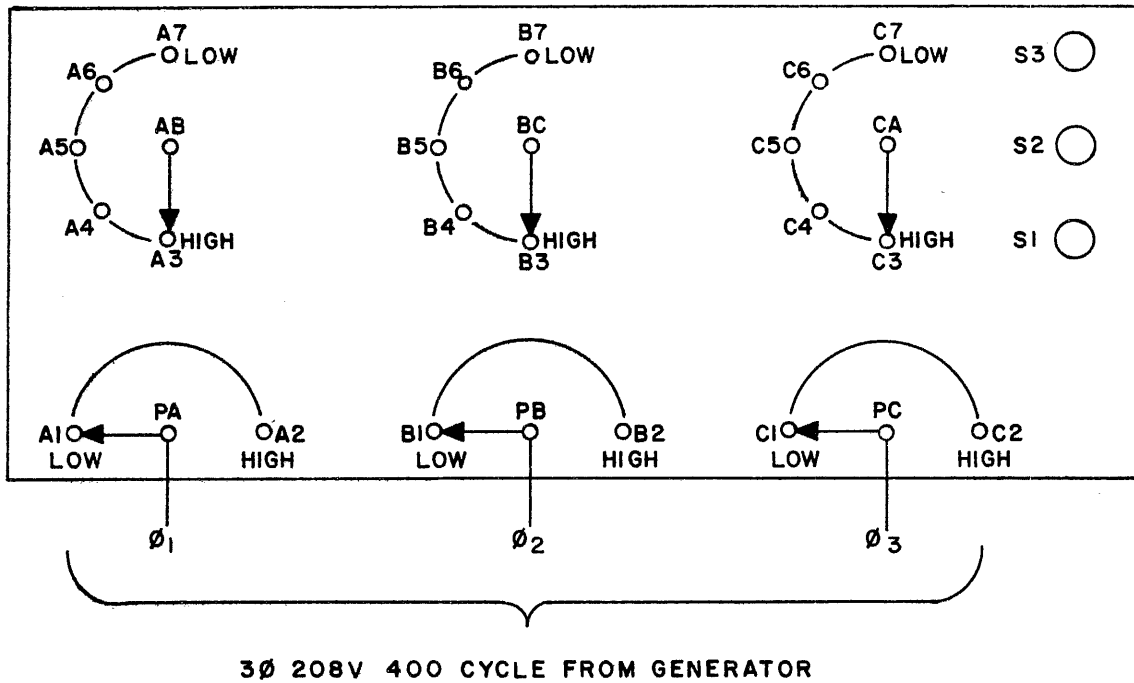 A7 B7 C7
LOW LOW LOW S3
A6 B6 C6
AB BC CA
A5 B5 C5 S2
A4 B4 C4
HIGH HIGH HIGH S1
A3 B3 C3
PA PB PC
A1 A2 B1 B2 C1 C2
LOW HIGH LOW HIGH LOW HIGH
Ø1 Ø2 Ø3
3Ø 208V 400 CYCLE FROM GENERATOR